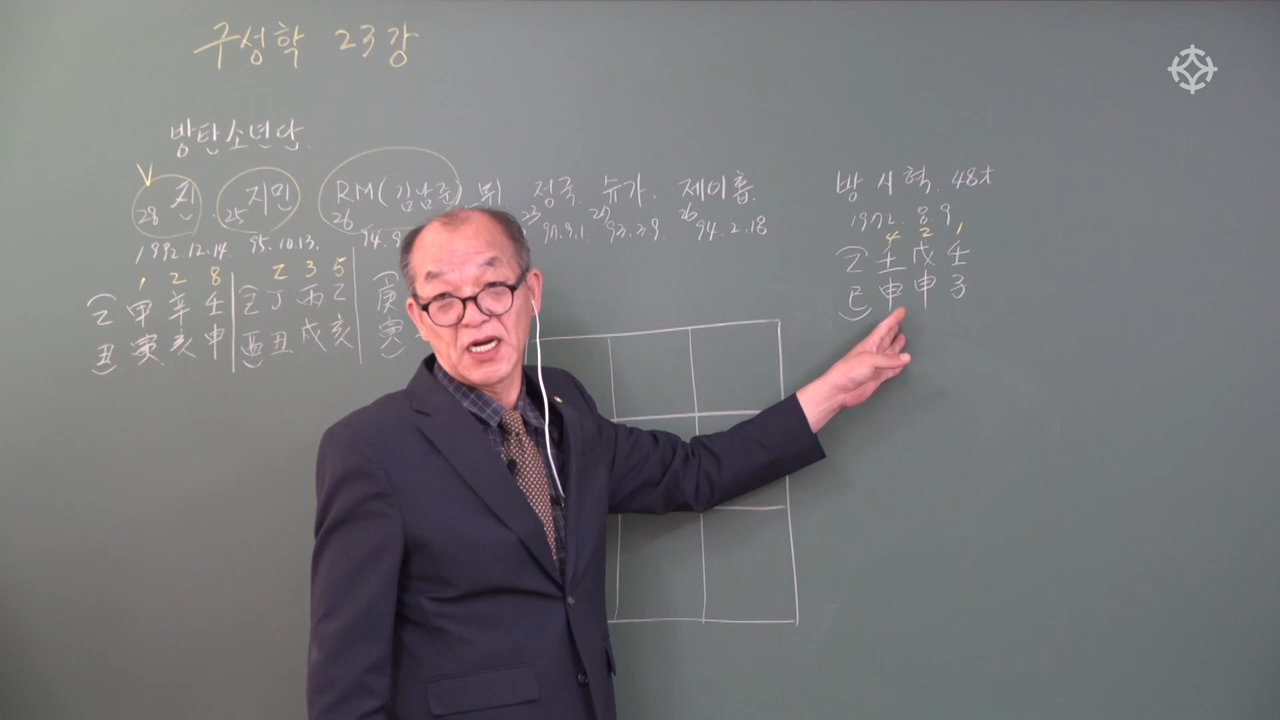 구성학 23강
방탄소년단.
진. 지민 RM(김남준). 뷔. 정국. 슈가. 제이홉.
28 25 26 23 27 26
1992.12.14. 95.10.13. 94.9 97.9.1. 93.3.9. 94.2.18
1 2 8 2 3 5
(乙 甲 辛 壬 (乙 丁 丙 乙 (庚
丑) 寅 亥 申 酉) 丑 戌 亥 寅)
방시혁. 48才
1972. 8. 9
4 2 1
(乙 壬 戊 壬
巳) 申 申 子